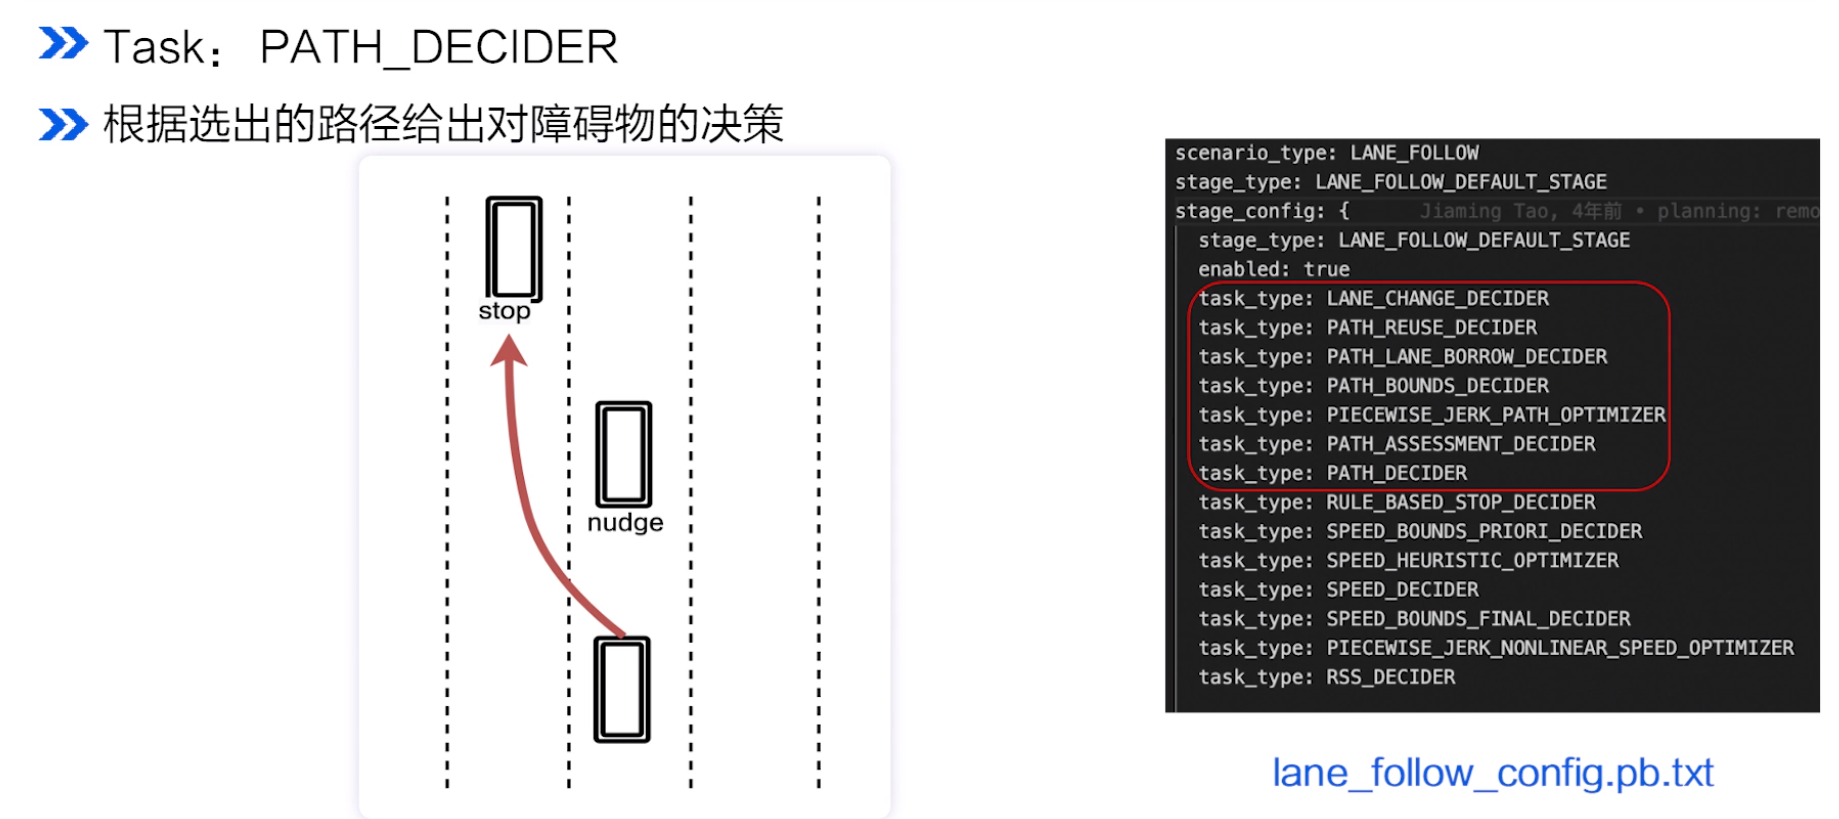 Task： PATH_DECIDER
根据选出的路径给出对障碍物的决策
stop
nudge
scenario_type: LANE_FOLLOW
stage_type: LANE_FOLLOW_DEFAULT_STAGE
stage_config: { Jiaming Tao, 4年前 • planning: remo
stage_type: LANE_FOLLOW_DEFAULT_STAGE
enabled: true
task_type: LANE_CHANGE_DECIDER
task_type: PATH_REUSE_DECIDER
task_type: PATH_LANE_BORROW_DECIDER
task_type: PATH_BOUNDS_DECIDER
task_type: PIECEWISE_JERK_PATH_OPTIMIZER
task_type: PATH_ASSESSMENT_DECIDER
task_type: PATH_DECIDER
task_type: RULE_BASED_STOP_DECIDER
task_type: SPEED_BOUNDS_PRIORI_DECIDER
task_type: SPEED_HEURISTIC_OPTIMIZER
task_type: SPEED_DECIDER
task_type: SPEED_BOUNDS_FINAL_DECIDER
task_type: PIECEWISE_JERK_NONLINEAR_SPEED_OPTIMIZER
task_type: RSS_DECIDER
lane_follow_config.pb.txt